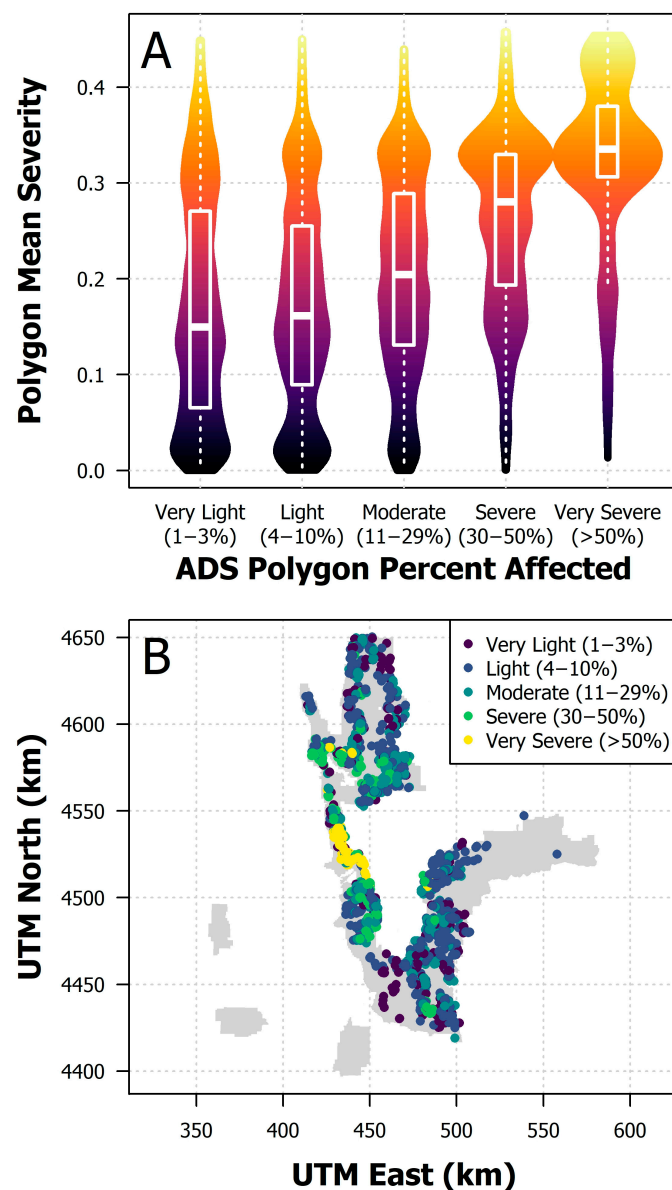 A
Polygon Mean Severity
0.4
0.3
0.2
0.1
0.0
Very Light Light Moderate Severe Very Severe
(1−3%) (4−10%) (11−29%) (30−50%) (>50%)
ADS Polygon Percent Affected
B
UTM North (km)
4650
4600
4550
4500
4450
4400
Very Light (1−3%)
Light (4−10%)
Moderate (11−29%)
Severe (30−50%)
Very Severe (>50%)
350 400 450 500 550 600
UTM East (km)